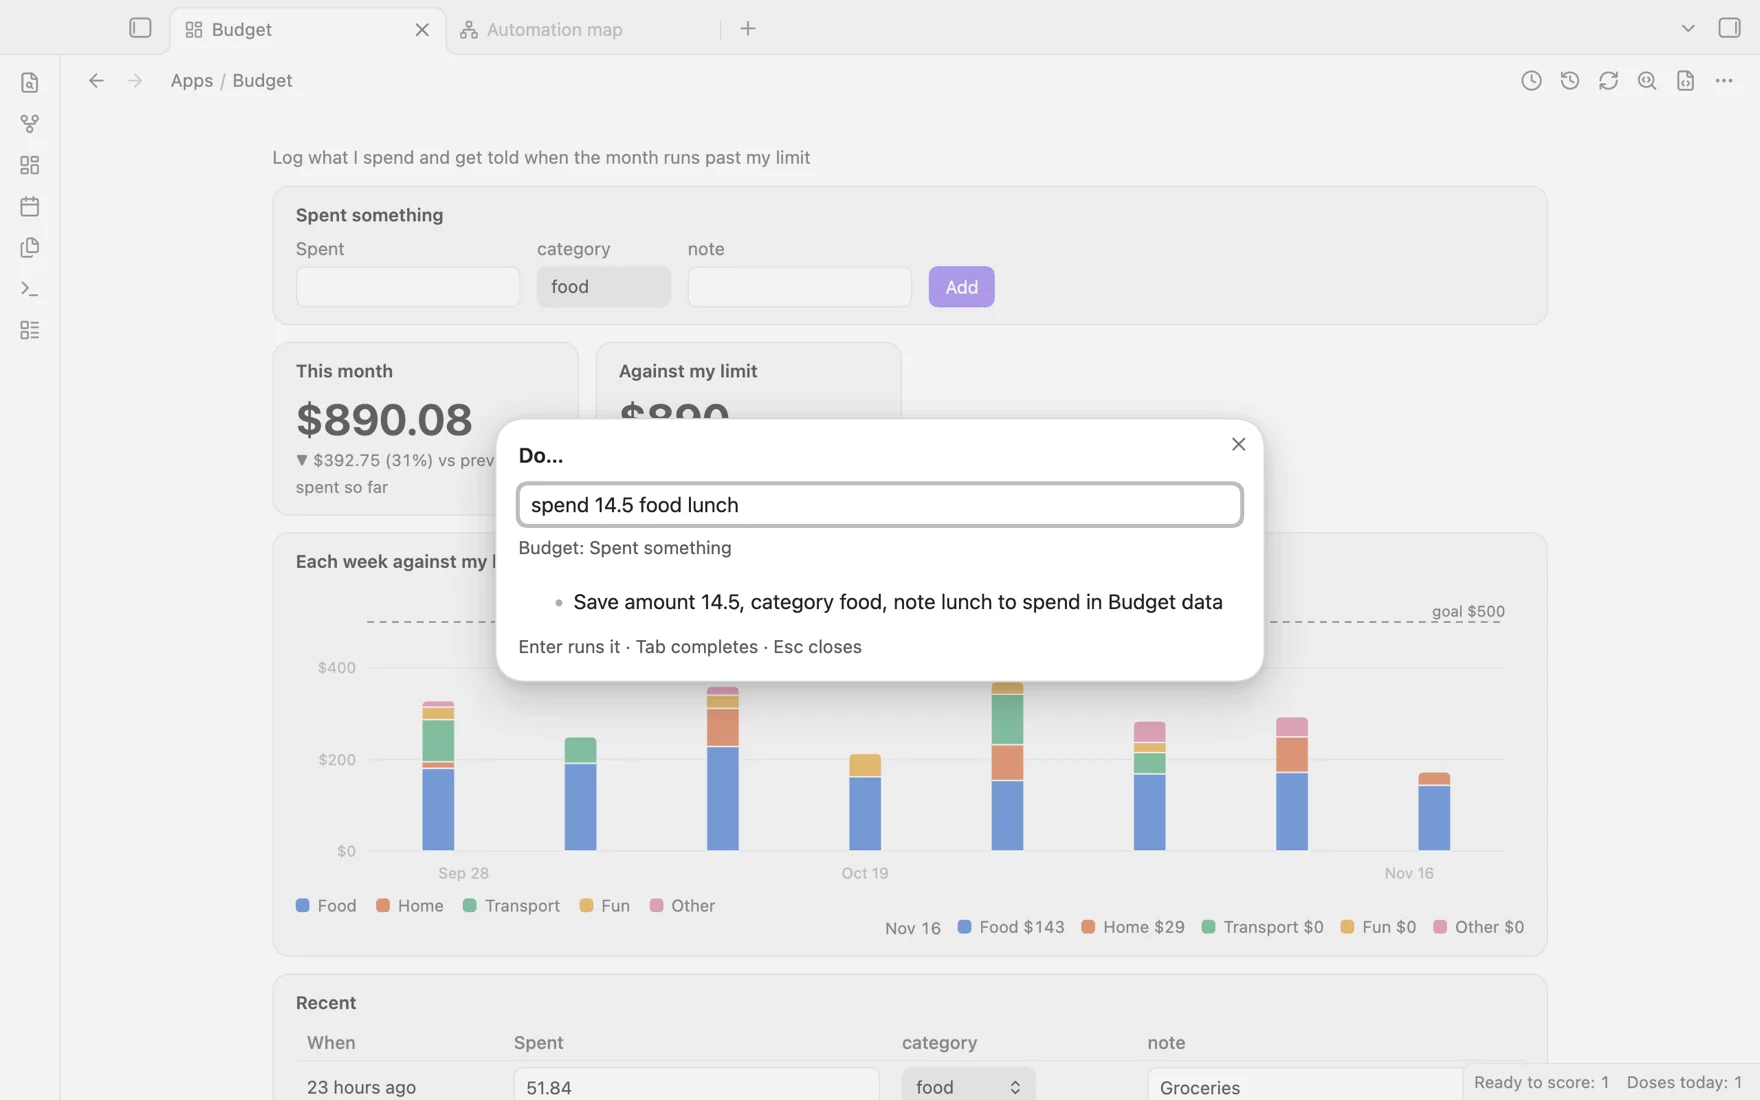 Budget
Automation map
Apps / Budget
Log what I spend and get told when the month runs past my limit
Spent something
Spent category note
food
Add
This month
$890.08
▼ $392.75 (31%) vs prev
spent so far
Against my limit
$890
Do...
spend 14.5 food lunch
Budget: Spent something
• Save amount 14.5, category food, note lunch to spend in Budget data
Enter runs it · Tab completes · Esc closes
Each week against my
goal $500
$400
$200
$0
Sep 28 Oct 19 Nov 16
Food Home Transport Fun Other
Nov 16 Food $143 Home $29 Transport $0 Fun $0 Other $0
Recent
When Spent category note
23 hours ago 51.84 food Groceries
Ready to score: 1 Doses today: 1